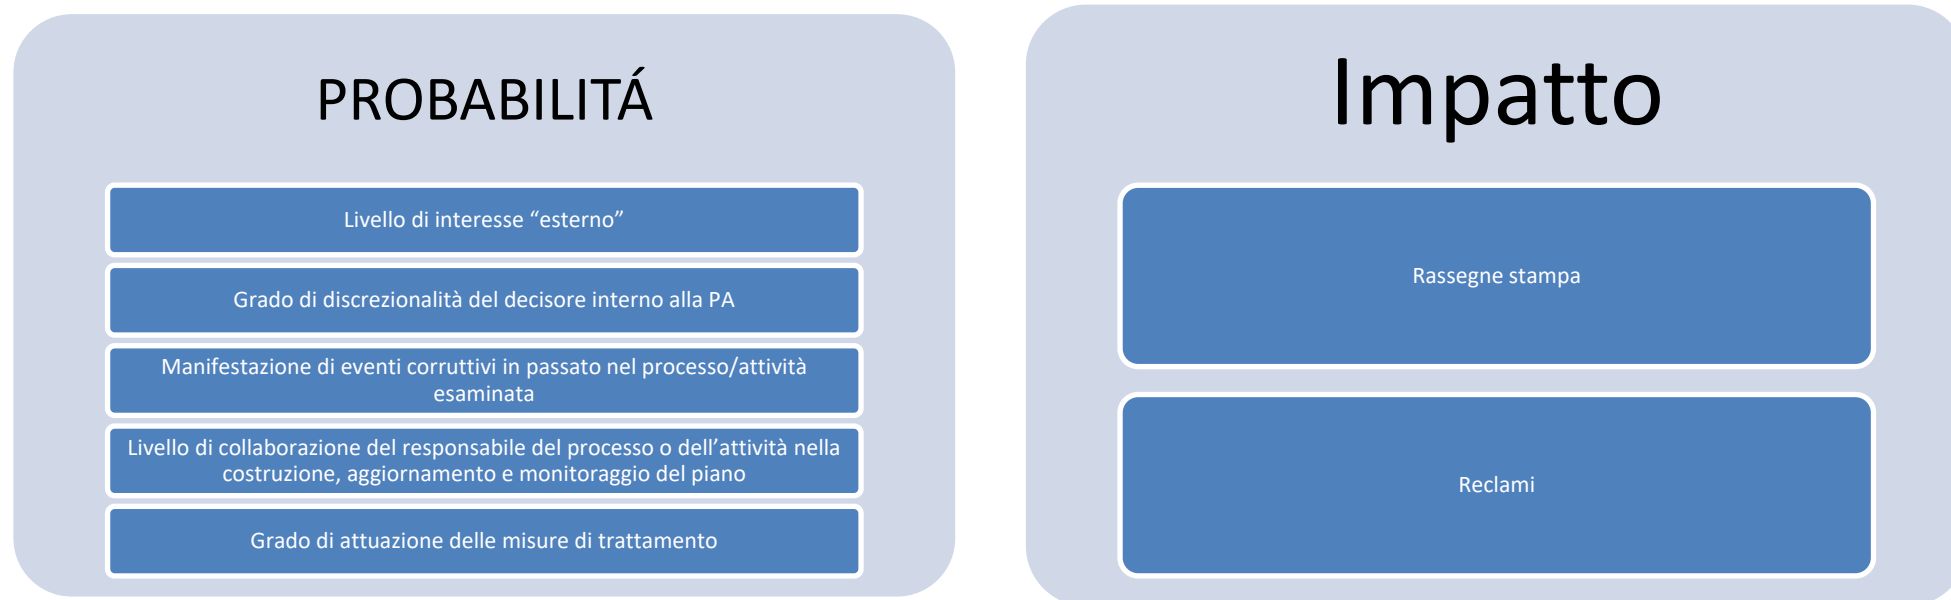 PROBABILITÁ
Livello di interesse “esterno”
Grado di discrezionalità del decisore interno alla PA
Manifestazione di eventi corruttivi in passato nel processo/attività
esaminata
Livello di collaborazione del responsabile del processo o dell’attività nella
costruzione, aggiornamento e monitoraggio del piano
Grado di attuazione delle misure di trattamento
Impatto
Rassegne stampa
Reclami